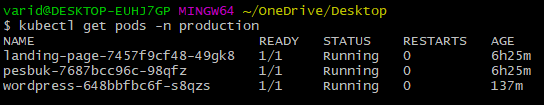 varid@DESKTOP-EUHJ7GP MINGW64 ~/OneDrive/Desktop
$ kubectl get pods -n production
NAME READY STATUS RESTARTS AGE
landing-page-7457f9cf48-49gk8 1/1 Running 0 6h25m
pesbuk-7687bcc96c-98qfz 1/1 Running 0 6h25m
wordpress-648bbfbc6f-s8qzs 1/1 Running 0 137m